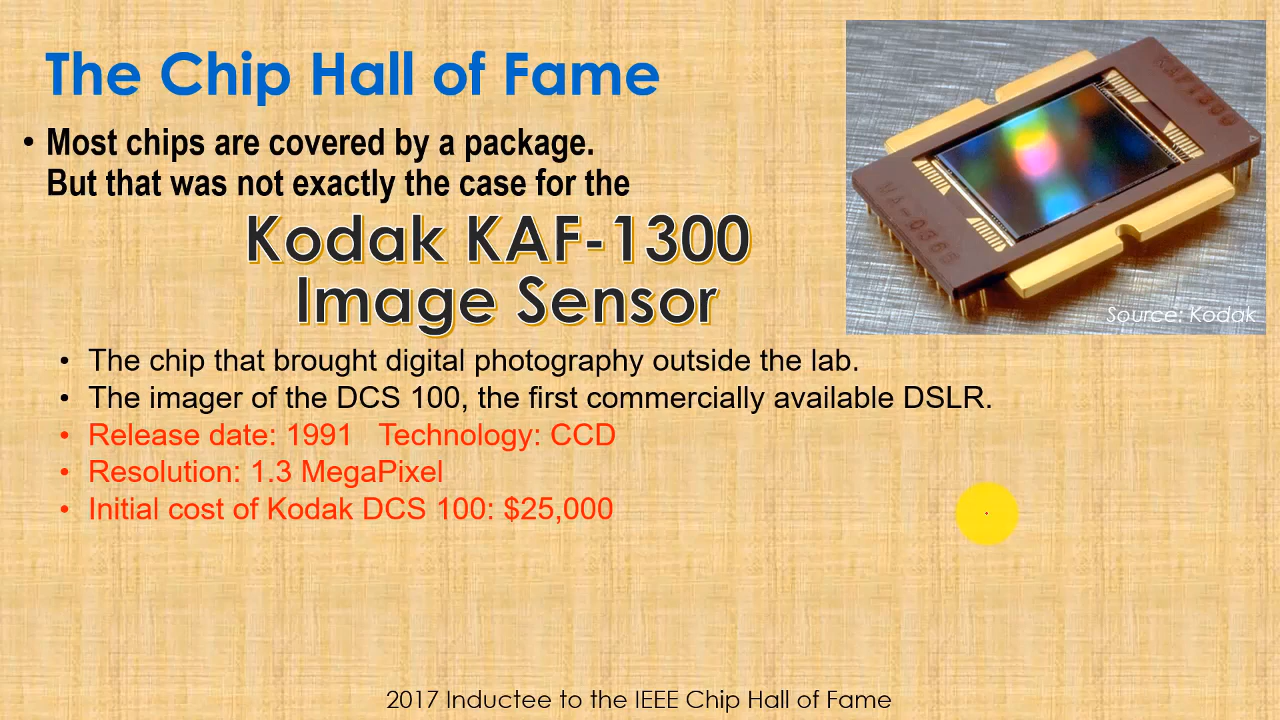 The Chip Hall of Fame
• Most chips are covered by a package.
But that was not exactly the case for the
Kodak KAF-1300
Image Sensor
• The chip that brought digital photography outside the lab.
• The imager of the DCS 100, the first commercially available DSLR.
• Release date: 1991 Technology: CCD
• Resolution: 1.3 MegaPixel
• Initial cost of Kodak DCS 100: $25,000
KAF-1300
Source: Kodak
2017 Inductee to the IEEE Chip Hall of Fame